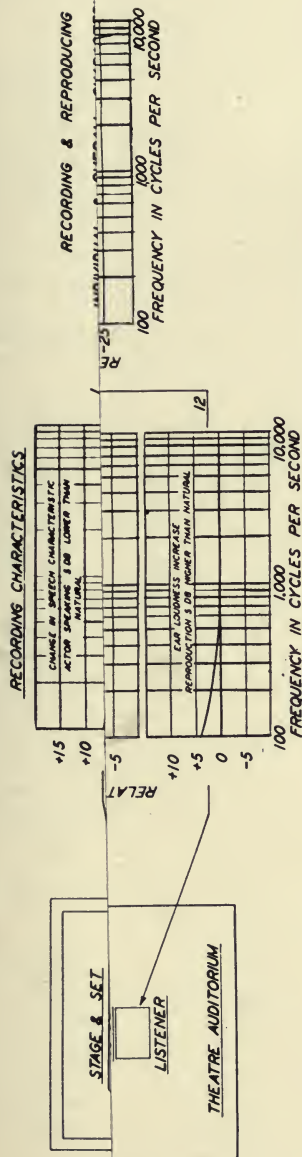 RECORDING CHARACTERISTICS
STAGE & SET
LISTENER
THEATRE AUDITORIUM
CHANGE IN SPEECH CHARACTERISTIC
ACTOR SPEAKING 5 DB LOWER THAN
NATURAL
+15
+10
-5
RELAT
EAR LOUDNESS INCREASE
REPRODUCTION 5 DB HIGHER THAN NATURAL
+10
+5
0
-5
100
1,000
10,000
FREQUENCY IN CYCLES PER SECOND
12
RECORDING & REPRODUCING
RE
-25
100
1,000
10,000
FREQUENCY IN CYCLES PER SECOND